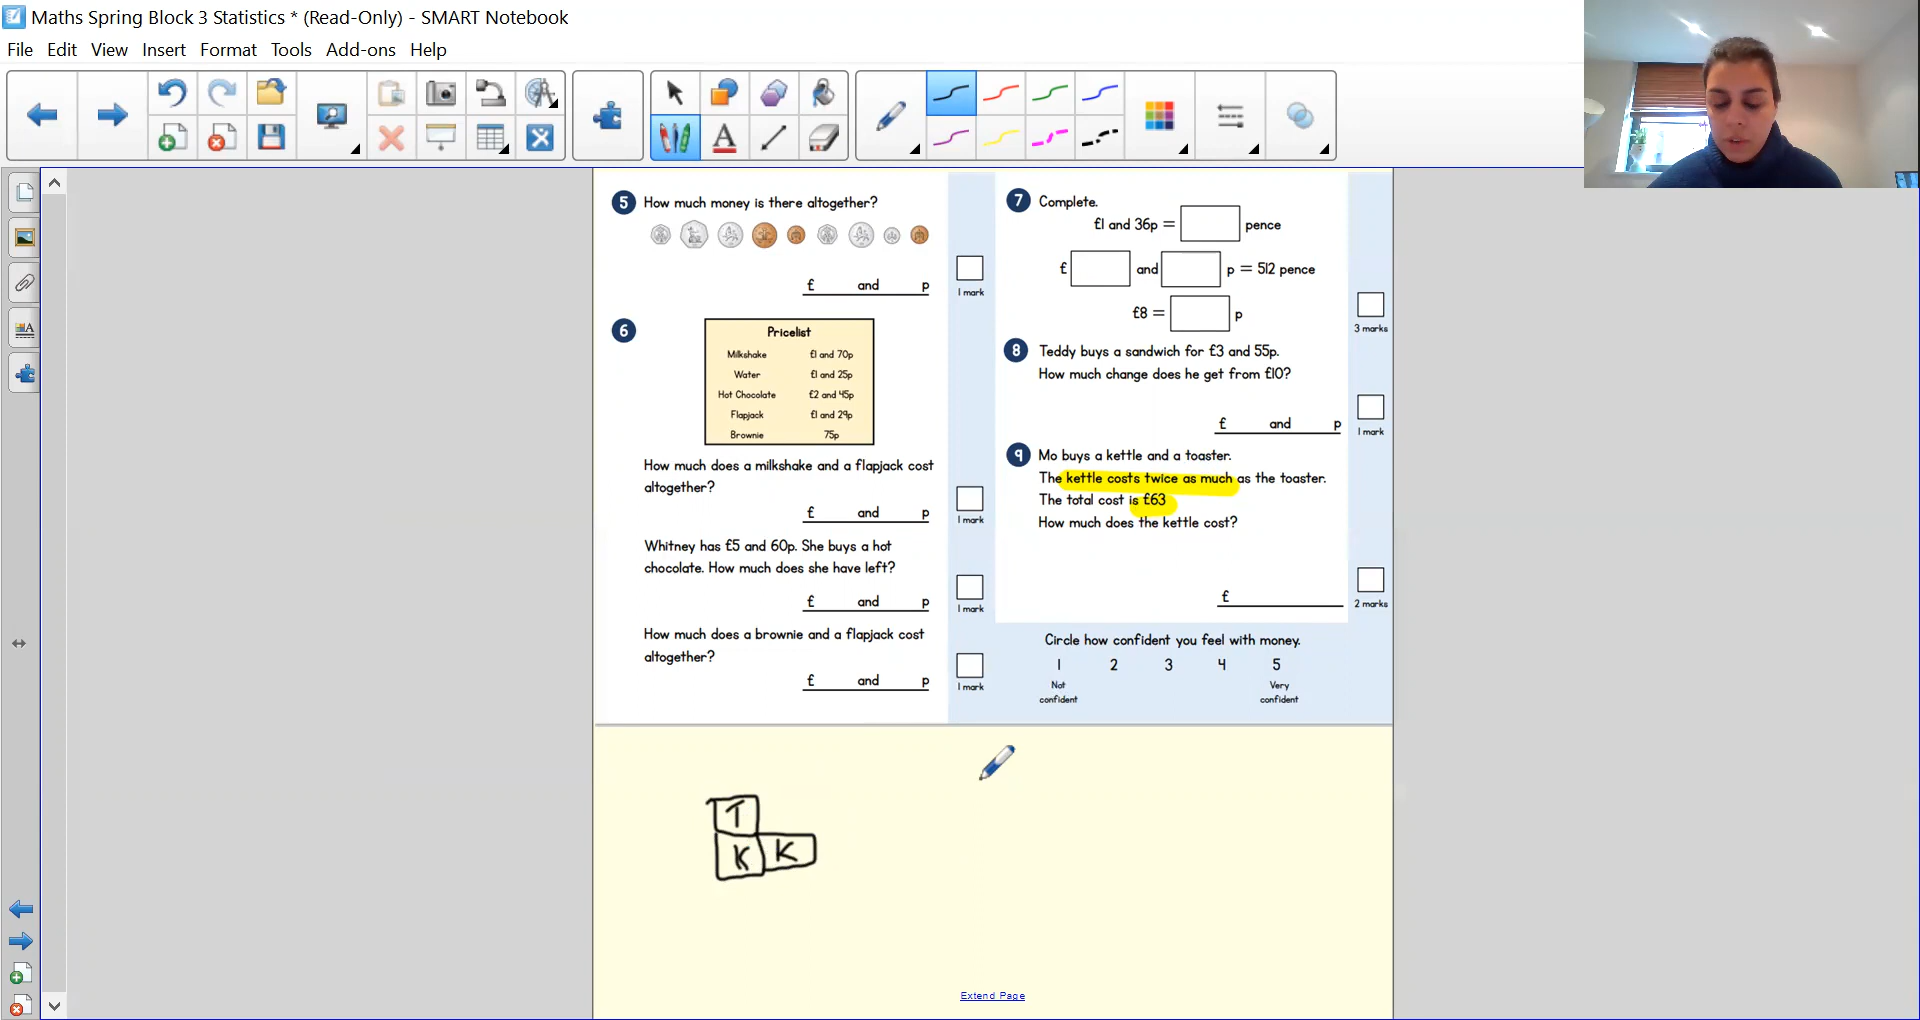 Maths Spring Block 3 Statistics * (Read-Only) - SMART Notebook
File Edit View Insert Format Tools Add-ons Help
5 How much money is there altogether?
£ and p
1 mark
6
Pricelist
Milkshake £1 and 70p
Water £1 and 25p
Hot Chocolate £2 and 45p
Flapjack £1 and 29p
Brownie 75p
How much does a milkshake and a flapjack cost
altogether?
£ and p
1 mark
Whitney has £5 and 60p. She buys a hot
chocolate. How much does she have left?
£ and p
1 mark
How much does a brownie and a flapjack cost
altogether?
£ and p
1 mark
7 Complete.
£1 and 36p = pence
£ and p = 512 pence
£8 = p
3 marks
8 Teddy buys a sandwich for £3 and 55p.
How much change does he get from £10?
£ and p
1 mark
9 Mo buys a kettle and a toaster.
The kettle costs twice as much as the toaster.
The total cost is £63
How much does the kettle cost?
£
2 marks
Circle how confident you feel with money.
1 2 3 4 5
Not Very
confident confident
T
K K
Extend Page